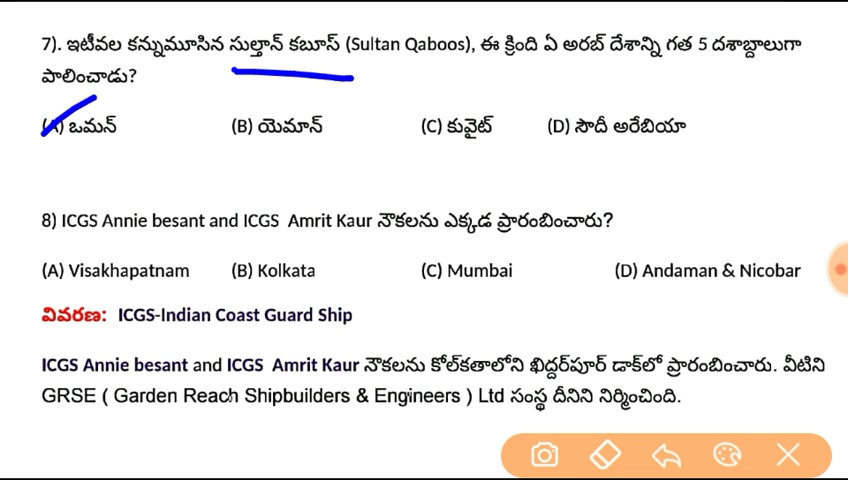 7). ఇటీవల కన్నుమూసిన సుల్తాన్ కబూస్ (Sultan Qaboos), ఈ క్రింది ఏ అరబ్ దేశాన్ని గత 5 దశాబ్దాలుగా
పాలించాడు?
(A) ఒమన్ (B) యెమాన్ (C) కువైట్ (D) సౌదీ అరేబియా
8) ICGS Annie besant and ICGS Amrit Kaur నౌకలను ఎక్కడ ప్రారంబించారు?
(A) Visakhapatnam (B) Kolkata (C) Mumbai (D) Andaman & Nicobar
వివరణ: ICGS-Indian Coast Guard Ship
ICGS Annie besant and ICGS Amrit Kaur నౌకలను కోల్‌కతాలోని ఖిద్దర్‌పూర్ డాక్‌లో ప్రారంబించారు. వీటిని
GRSE ( Garden Reach Shipbuilders & Engineers ) Ltd సంస్థ దీనిని నిర్మించింది.